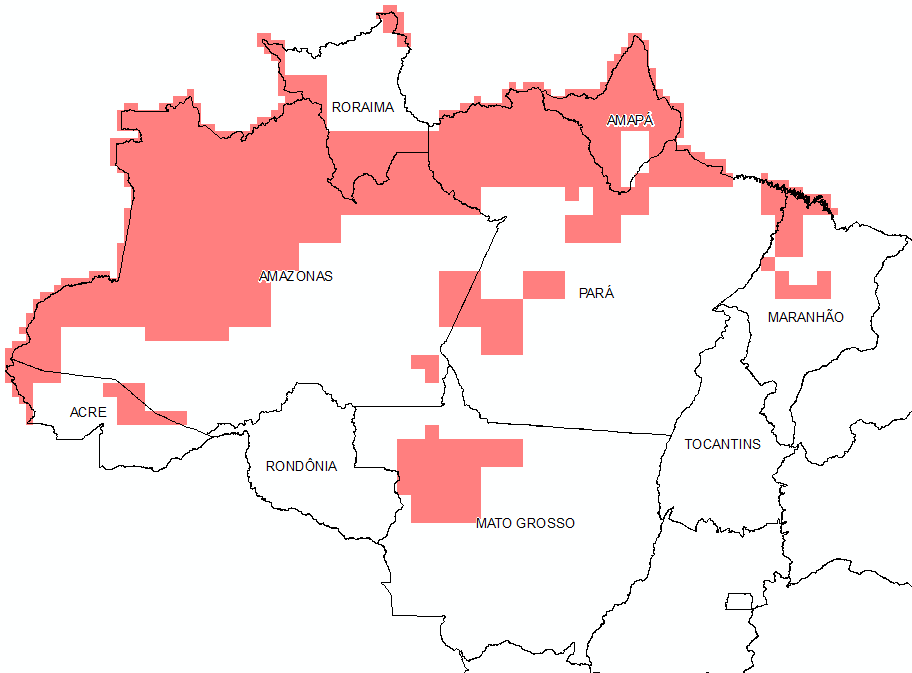 RORAIMA
AMAPÁ
AMAZONAS
PARÁ
MARANHÃO
ACRE
TOCANTINS
RONDÔNIA
MATO GROSSO